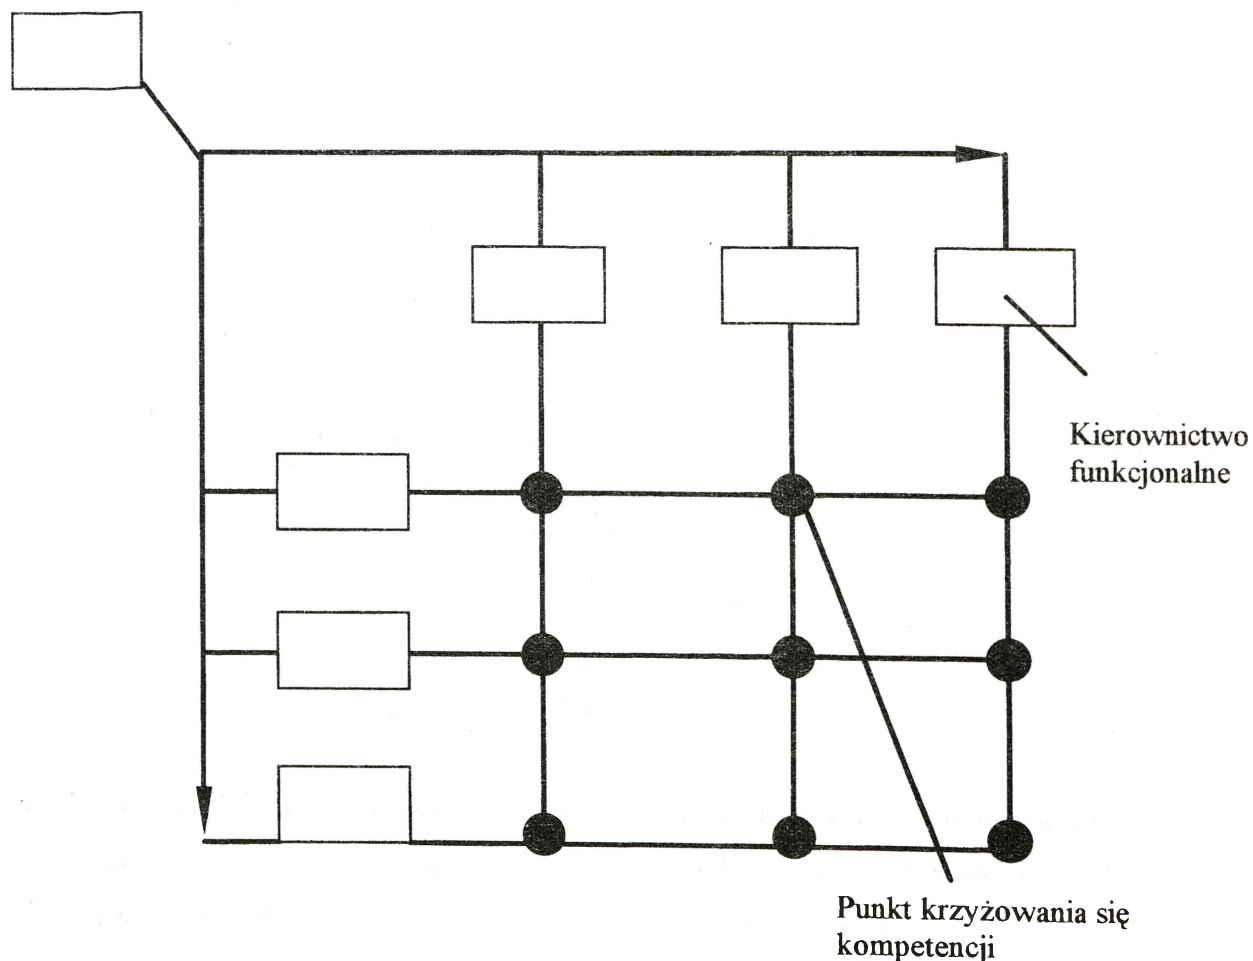 Kierownictwo
funkcjonalne
Punkt krzyżowania się
kompetencji